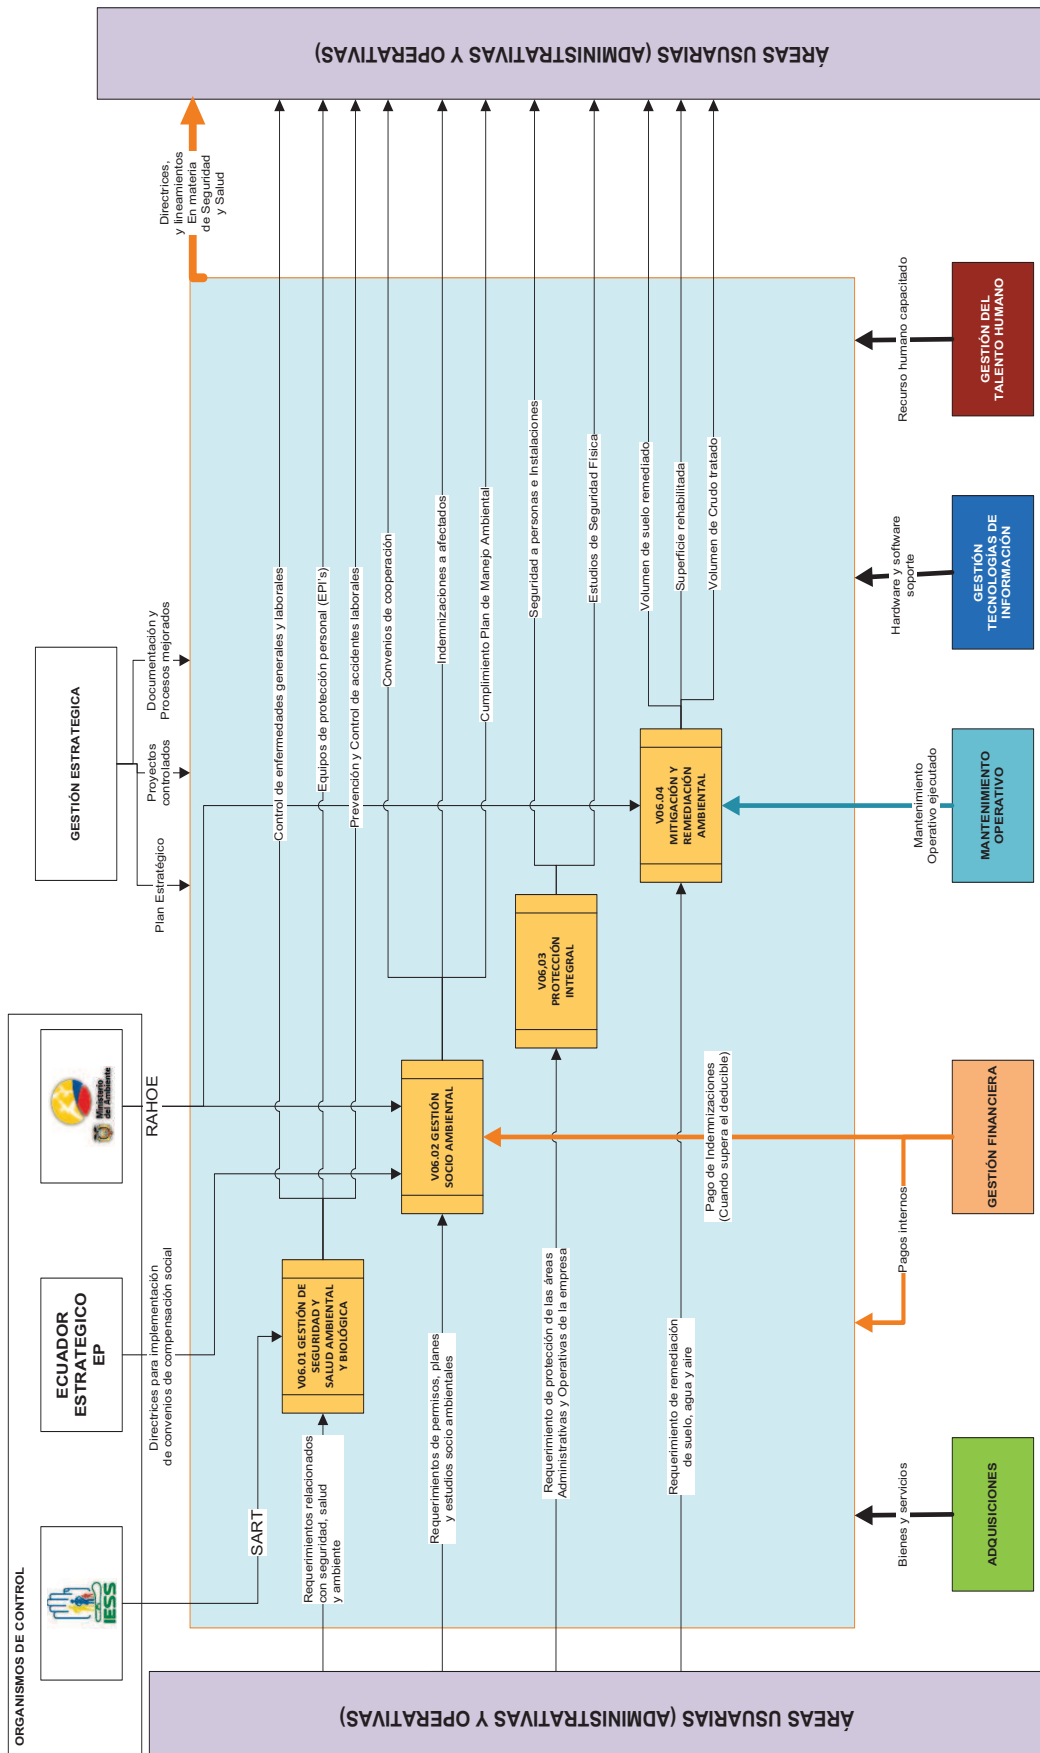 ORGANISMOS DE CONTROL
IESS
ECUADOR
ESTRATEGICO
EP
Ministerio
del Ambiente
GESTIÓN ESTRATEGICA
SART
Directrices para implementación
de convenios de compensación social
RAHOE
Plan Estratégico
Proyectos
controlados
Documentación y
Procesos mejorados
Directrices,
y lineamientos
En materia
de Seguridad
y Salud
ÁREAS USUARIAS (ADMINISTRATIVAS Y OPERATIVAS)
Requerimientos relacionados
con seguridad, salud
y ambiente
V06.01 GESTIÓN DE
SEGURIDAD Y
SALUD AMBIENTAL
Y BIOLÓGICA
Control de enfermedades generales y laborales
Equipos de protección personal (EPI's)
Prevención y Control de accidentes laborales
Requerimientos de permisos, planes
y estudios socio ambientales
V06.02 GESTIÓN
SOCIO AMBIENTAL
Convenios de cooperación
Indemnizaciones a afectados
Cumplimiento Plan de Manejo Ambiental
Requerimiento de protección de las áreas
Administrativas y Operativas de la empresa
V06,03
PROTECCIÓN
INTEGRAL
Seguridad a personas e Instalaciones
Estudios de Seguridad Física
Requerimiento de remediación
de suelo, agua y aire
V06.04
MITIGACIÓN Y
REMEDIACIÓN
AMBIENTAL
Volumen de suelo remediado
Superficie rehabilitada
Volumen de Crudo tratado
Pago de Indemnizaciones
(Cuando supera el deducible)
ÁREAS USUARIAS (ADMINISTRATIVAS Y OPERATIVAS)
Bienes y servicios
Pagos internos
Mantenimiento
Operativo ejecutado
Hardware y software
soporte
Recurso humano capacitado
ADQUISICIONES
GESTIÓN FINANCIERA
MANTENIMIENTO
OPERATIVO
GESTIÓN
TECNOLOGÍAS DE
INFORMACIÓN
GESTIÓN DEL
TALENTO HUMANO